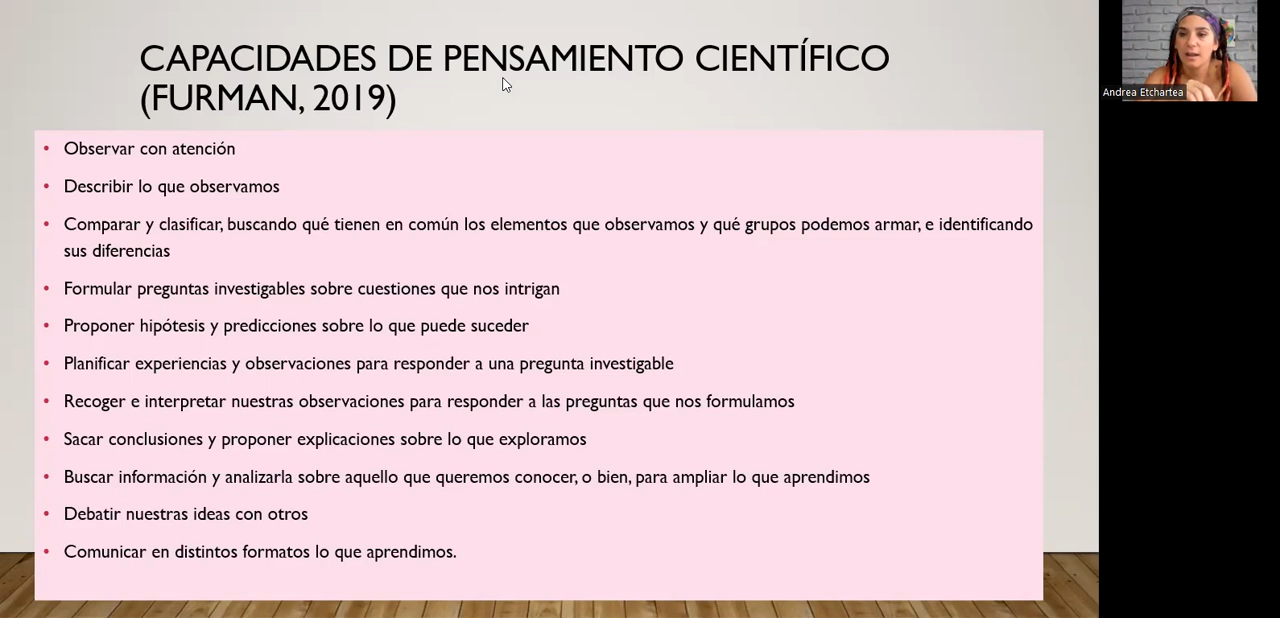 CAPACIDADES DE PENSAMIENTO CIENTÍFICO
(FURMAN, 2019)
Andrea Etchartea
• Observar con atención
• Describir lo que observamos
• Comparar y clasificar, buscando qué tienen en común los elementos que observamos y qué grupos podemos armar, e identificando
sus diferencias
• Formular preguntas investigables sobre cuestiones que nos intrigan
• Proponer hipótesis y predicciones sobre lo que puede suceder
• Planificar experiencias y observaciones para responder a una pregunta investigable
• Recoger e interpretar nuestras observaciones para responder a las preguntas que nos formulamos
• Sacar conclusiones y proponer explicaciones sobre lo que exploramos
• Buscar información y analizarla sobre aquello que queremos conocer, o bien, para ampliar lo que aprendimos
• Debatir nuestras ideas con otros
• Comunicar en distintos formatos lo que aprendimos.